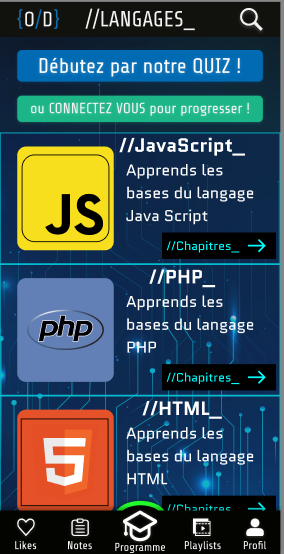 {O/D} //LANGAGES_
Débutez par notre QUIZ !
ou CONNECTEZ VOUS pour progresser !
//JavaScript_
Apprends les
bases du langage
Java Script
JS
//Chapitres_ →
//PHP_
Apprends les
bases du langage
PHP
php
//Chapitres_ →
//HTML_
Apprends les
bases du langage
HTML
5
//Chapitres_
Likes Notes Programme Playlists Profil